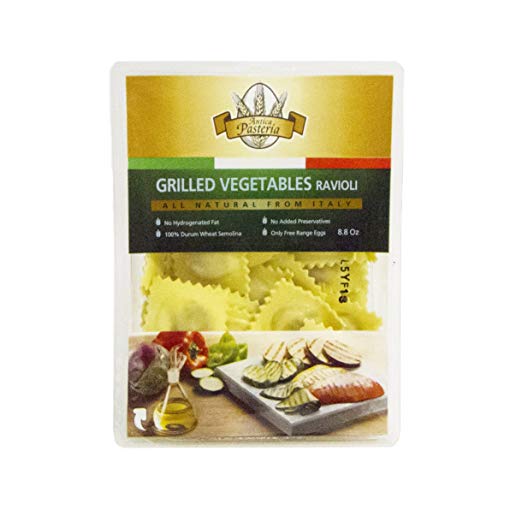 Antica
Pasteria
GRILLED VEGETABLES RAVIOLI
ALL NATURAL FROM ITALY
No Hydrogenated Fat
No Added Preservatives
100% Durum Wheat Semolina
Only Free Range Eggs
8.8 Oz
L5YF18